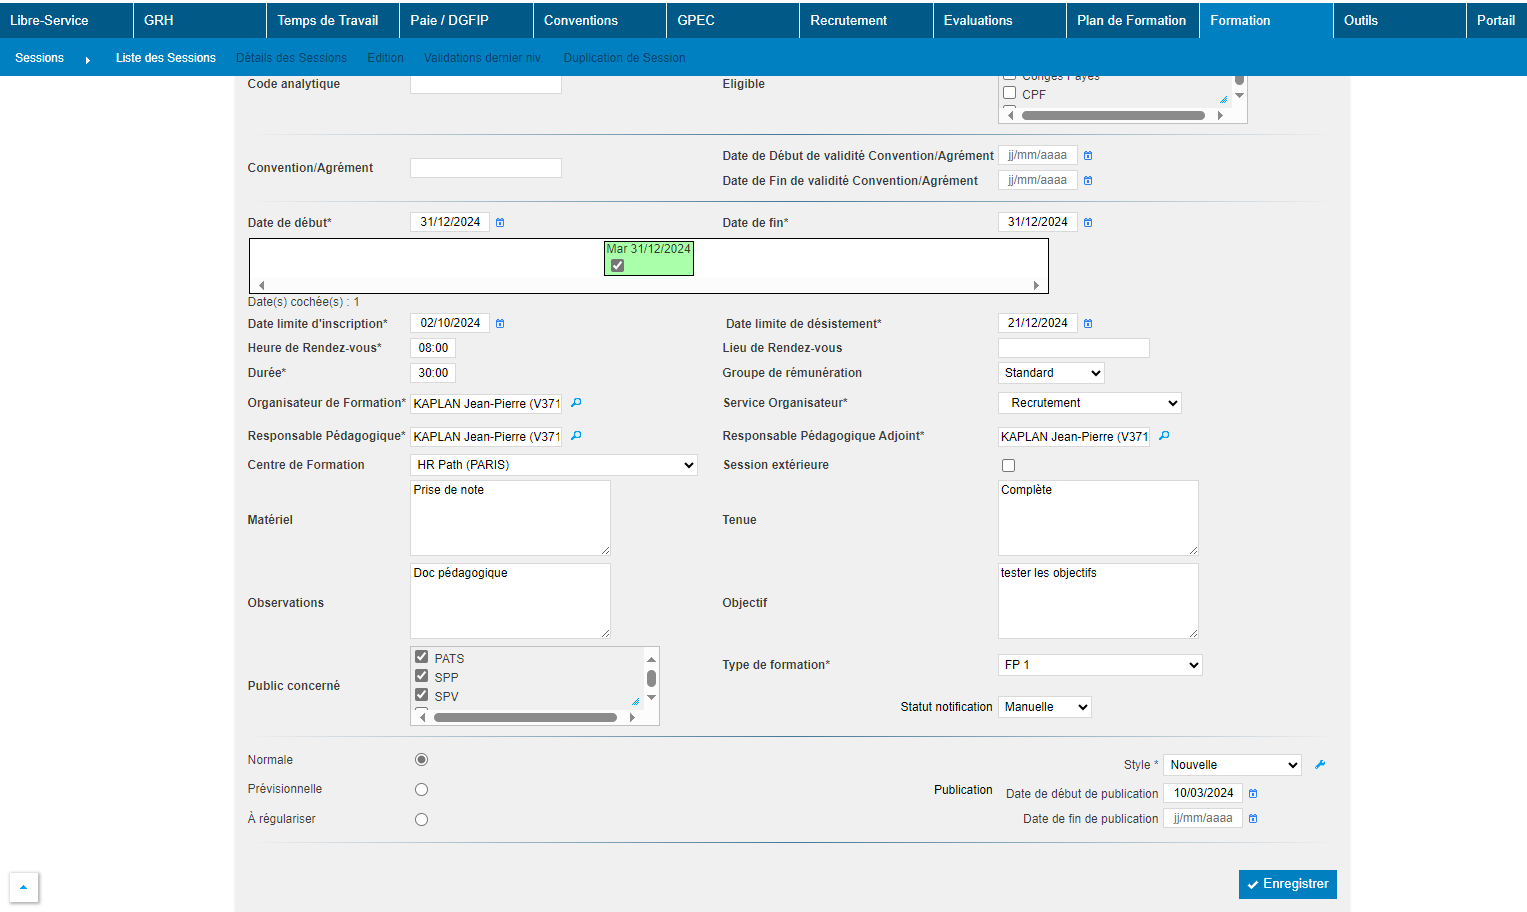 Libre-Service GRH Temps de Travail Paie / DGFIP Conventions GPEC Recrutement Evaluations Plan de Formation Formation Outils Portail
Sessions Liste des Sessions Détails des Sessions Edition Validations dernier niv. Duplication de Session
Code analytique Eligible Congés Payés
CPF
Convention/Agrément Date de Début de validité Convention/Agrément jj/mm/aaaa
Date de Fin de validité Convention/Agrément jj/mm/aaaa
Date de début* 31/12/2024 Date de fin* 31/12/2024
Mar 31/12/2024
Date(s) cochée(s) : 1
Date limite d'inscription* 02/10/2024 Date limite de désistement* 21/12/2024
Heure de Rendez-vous* 08:00 Lieu de Rendez-vous
Durée* 30:00 Groupe de rémunération Standard
Organisateur de Formation* KAPLAN Jean-Pierre (V371 Service Organisateur* Recrutement
Responsable Pédagogique* KAPLAN Jean-Pierre (V371 Responsable Pédagogique Adjoint* KAPLAN Jean-Pierre (V371
Centre de Formation HR Path (PARIS) Session extérieure
Matériel Prise de note Tenue Complète
Observations Doc pédagogique Objectif tester les objectifs
Public concerné PATS
SPP
SPV
Type de formation* FP 1
Statut notification Manuelle
Normale
Prévisionnelle
À régulariser
Style * Nouvelle
Publication Date de début de publication 10/03/2024
Date de fin de publication jj/mm/aaaa
Enregistrer